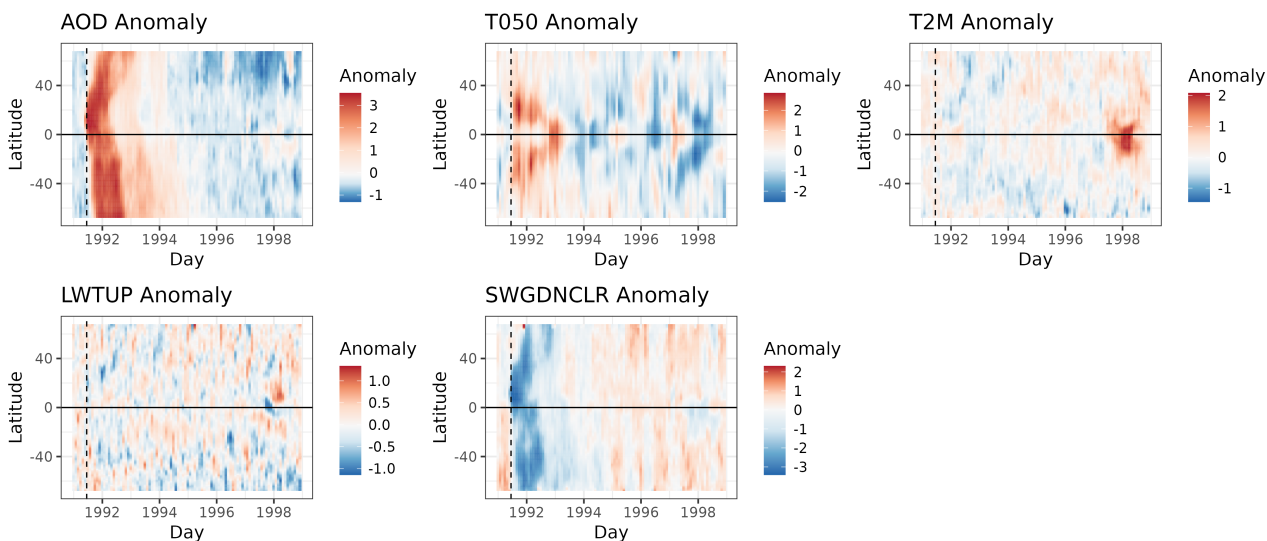 AOD Anomaly
Latitude
40
0
-40
1992 1994 1996 1998
Day
Anomaly
3
2
1
0
-1
T050 Anomaly
Latitude
40
0
-40
1992 1994 1996 1998
Day
Anomaly
2
1
0
-1
-2
T2M Anomaly
Latitude
40
0
-40
1992 1994 1996 1998
Day
Anomaly
2
1
0
-1
LWTUP Anomaly
Latitude
40
0
-40
1992 1994 1996 1998
Day
Anomaly
1.0
0.5
0.0
-0.5
-1.0
SWGDNCLR Anomaly
Latitude
40
0
-40
1992 1994 1996 1998
Day
Anomaly
2
1
0
-1
-2
-3